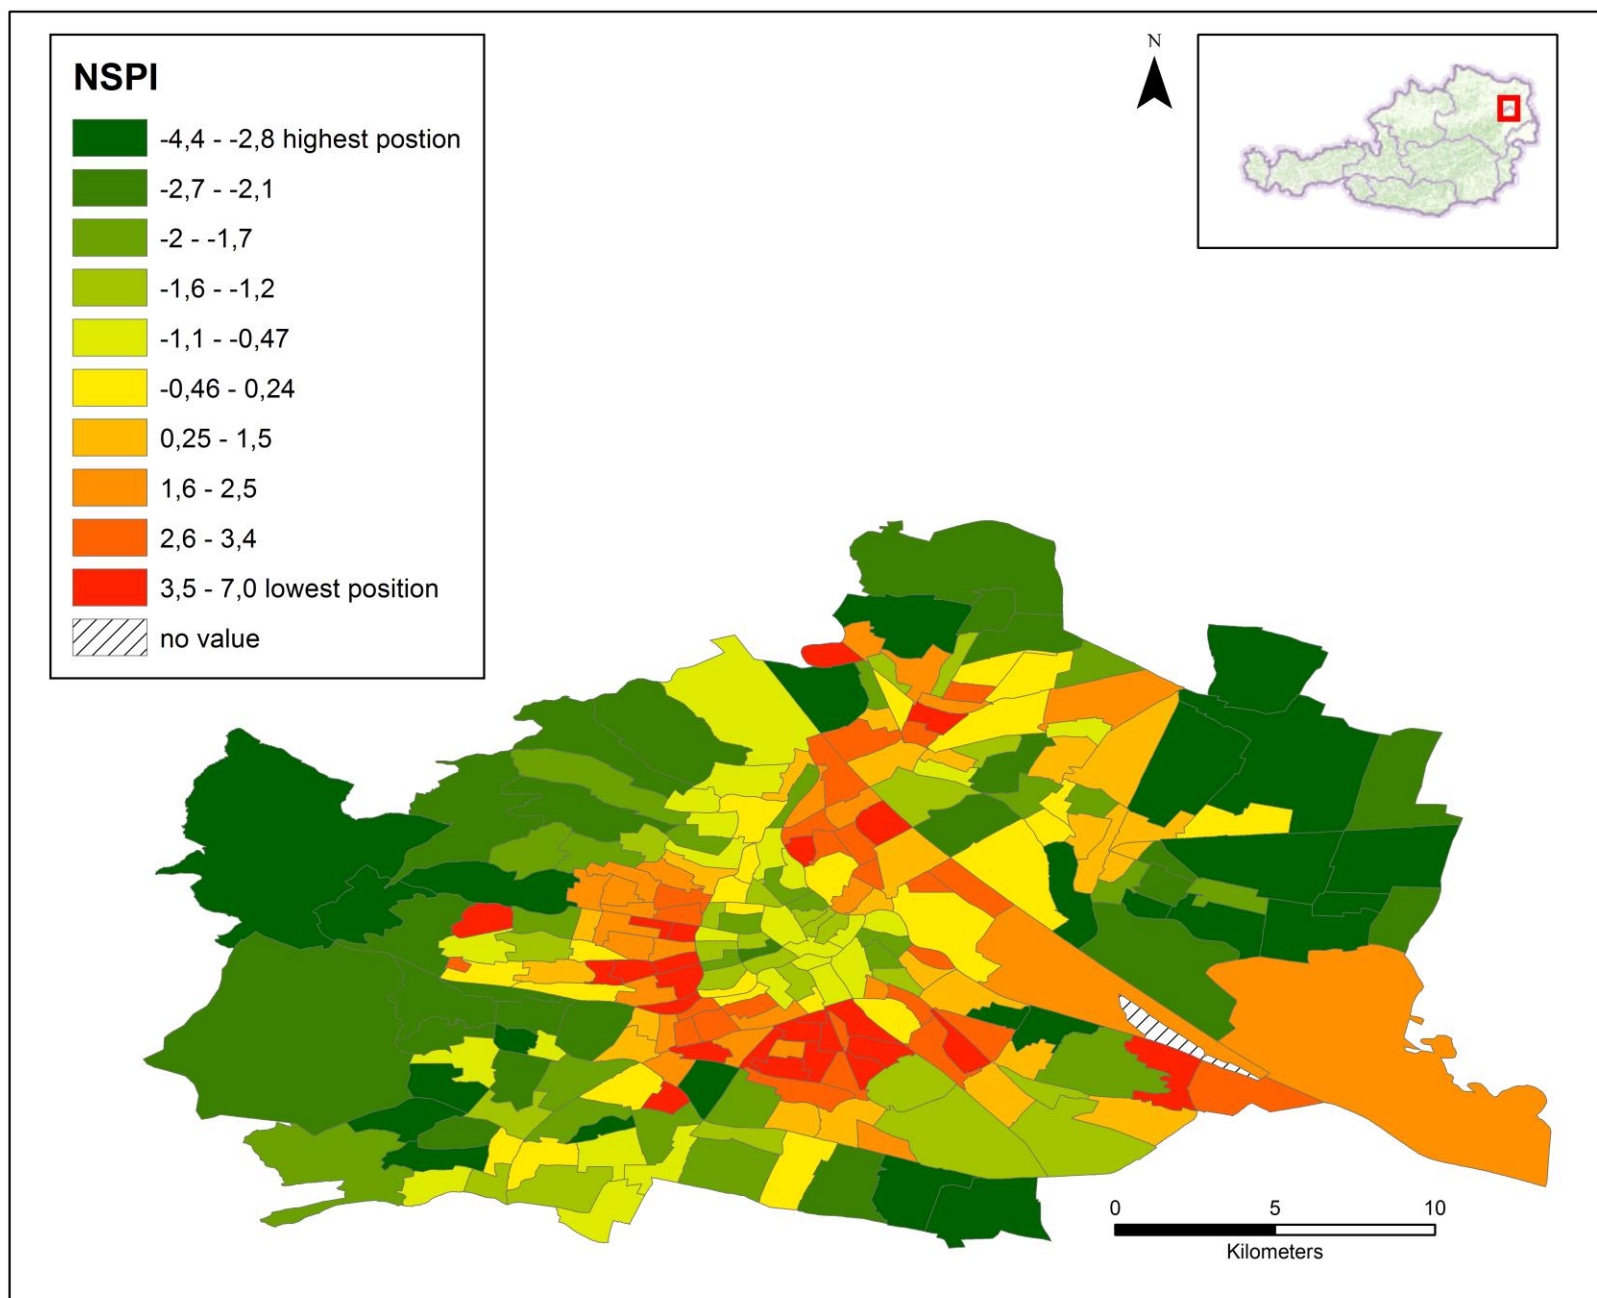 NSPI
-4,4 - -2,8 highest postion
-2,7 - -2,1
-2 - -1,7
-1,6 - -1,2
-1,1 - -0,47
-0,46 - 0,24
0,25 - 1,5
1,6 - 2,5
2,6 - 3,4
3,5 - 7,0 lowest position
no value
N
0 5 10
Kilometers